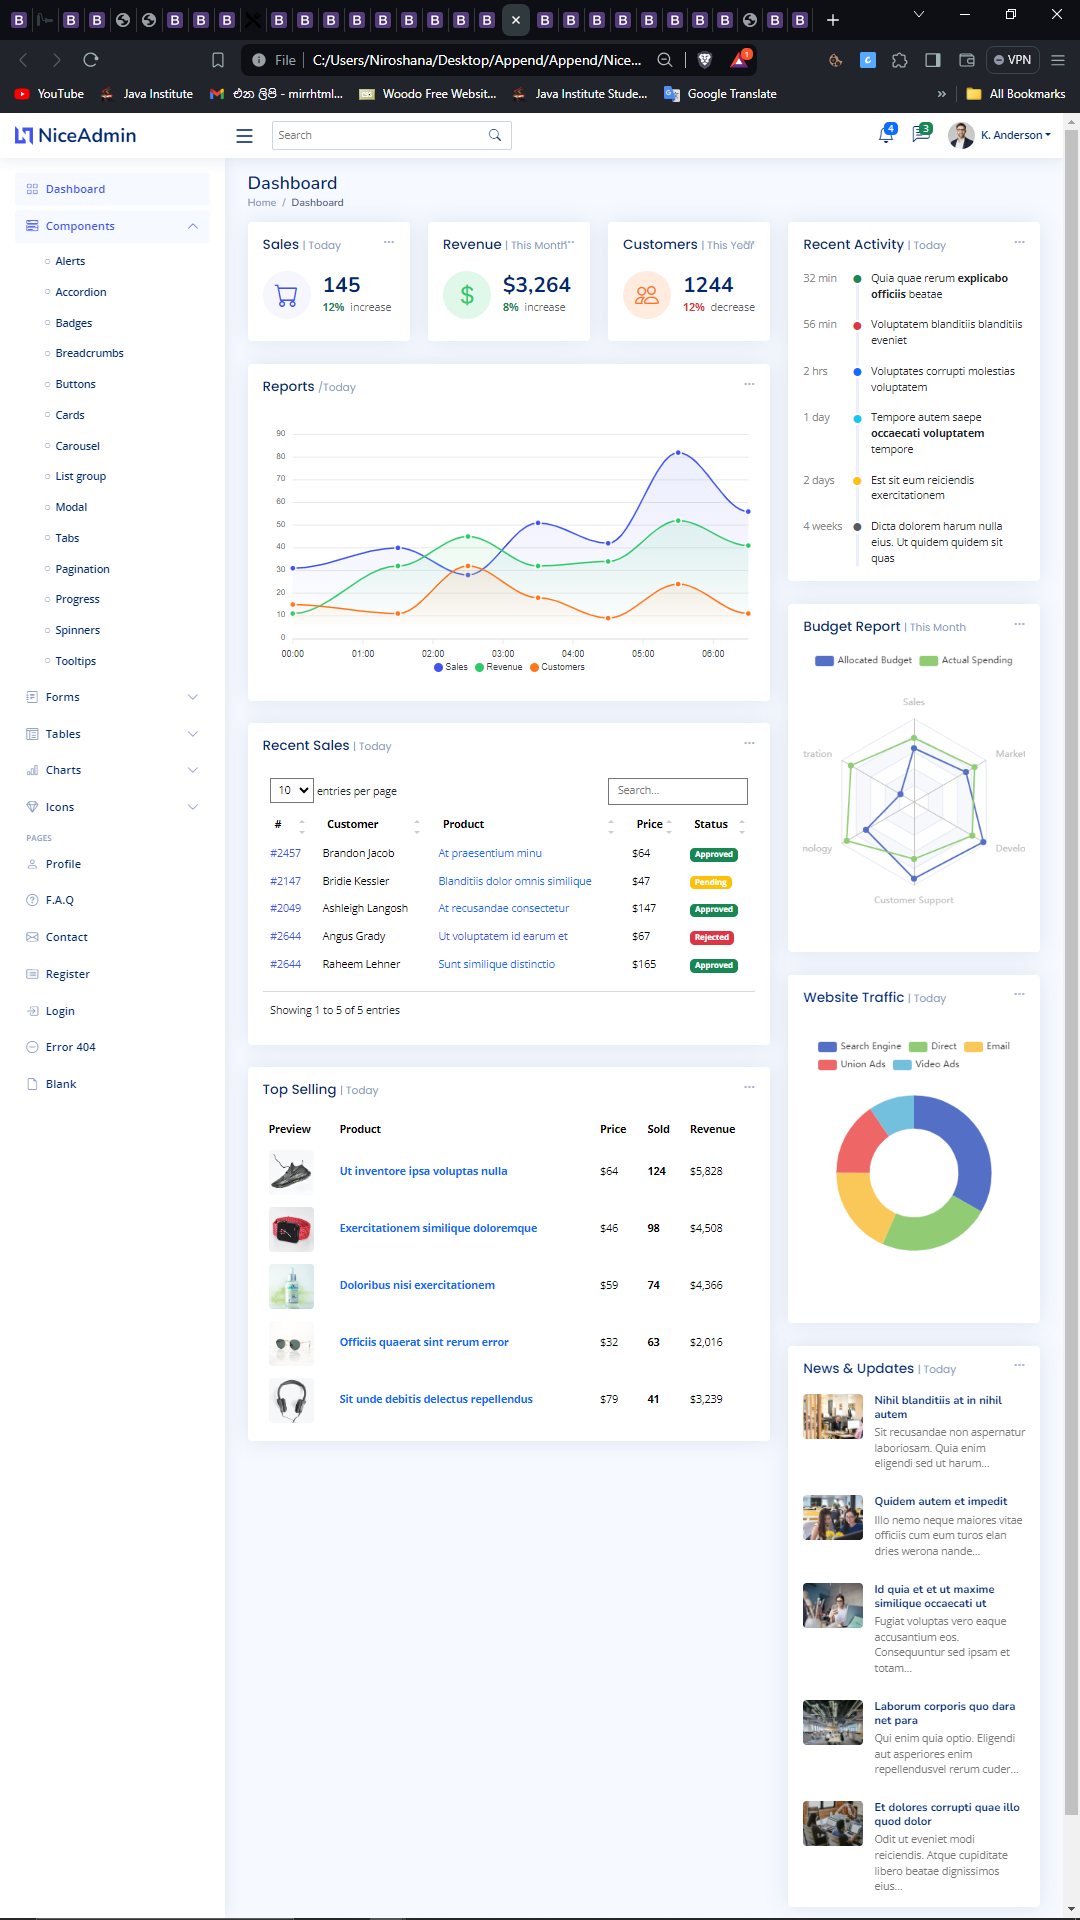 File
C:/Users/Niroshana/Desktop/Append/Append/Nice...
1
VPN
YouTube
Java Institute
එන ලිපි - mirrhtml...
Woodo Free Websit...
Java Institute Stude...
Google Translate
»
All Bookmarks
NiceAdmin
Search
4
3
K. Anderson
Dashboard
Components
Alerts
Accordion
Badges
Breadcrumbs
Buttons
Cards
Carousel
List group
Modal
Tabs
Pagination
Progress
Spinners
Tooltips
Forms
Tables
Charts
Icons
PAGES
Profile
F.A.Q
Contact
Register
Login
Error 404
Blank
Dashboard
Home / Dashboard
Sales | Today
145
12% increase
Revenue | This Month
$
$3,264
8% increase
Customers | This Year
1244
12% decrease
Reports /Today
90
80
70
60
50
40
30
20
10
0
00:00 01:00 02:00 03:00 04:00 05:00 06:00
Sales Revenue Customers
Recent Sales | Today
10 entries per page
Search...
# Customer Product Price Status
#2457 Brandon Jacob At praesentium minu $64 Approved
#2147 Bridie Kessler Blanditiis dolor omnis similique $47 Pending
#2049 Ashleigh Langosh At recusandae consectetur $147 Approved
#2644 Angus Grady Ut voluptatem id earum et $67 Rejected
#2644 Raheem Lehner Sunt similique distinctio $165 Approved
Showing 1 to 5 of 5 entries
Top Selling | Today
Preview Product Price Sold Revenue
Ut inventore ipsa voluptas nulla $64 124 $5,828
Exercitationem similique doloremque $46 98 $4,508
Doloribus nisi exercitationem $59 74 $4,366
Officiis quaerat sint rerum error $32 63 $2,016
Sit unde debitis delectus repellendus $79 41 $3,239
Recent Activity | Today
32 min Quia quae rerum explicabo
officiis beatae
56 min Voluptatem blanditiis blanditiis
eveniet
2 hrs Voluptates corrupti molestias
voluptatem
1 day Tempore autem saepe
occaecati voluptatem
tempore
2 days Est sit eum reiciendis
exercitationem
4 weeks Dicta dolorem harum nulla
eius. Ut quidem quidem sit
quas
Budget Report | This Month
Allocated Budget Actual Spending
Sales
tration Market
nology Develo
Customer Support
Website Traffic | Today
Search Engine Direct Email
Union Ads Video Ads
News & Updates | Today
Nihil blanditiis at in nihil
autem
Sit recusandae non aspernatur
laboriosam. Quia enim
eligendi sed ut harum...
Quidem autem et impedit
Illo nemo neque maiores vitae
officiis cum eum turos elan
dries werona nande...
Id quia et et ut maxime
similique occaecati ut
Fugiat voluptas vero eaque
accusantium eos.
Consequuntur sed ipsam et
totam...
Laborum corporis quo dara
net para
Qui enim quia optio. Eligendi
aut asperiores enim
repellendusvel rerum cuder...
Et dolores corrupti quae illo
quod dolor
Odit ut eveniet modi
reiciendis. Atque cupiditate
libero beatae dignissimos
eius...